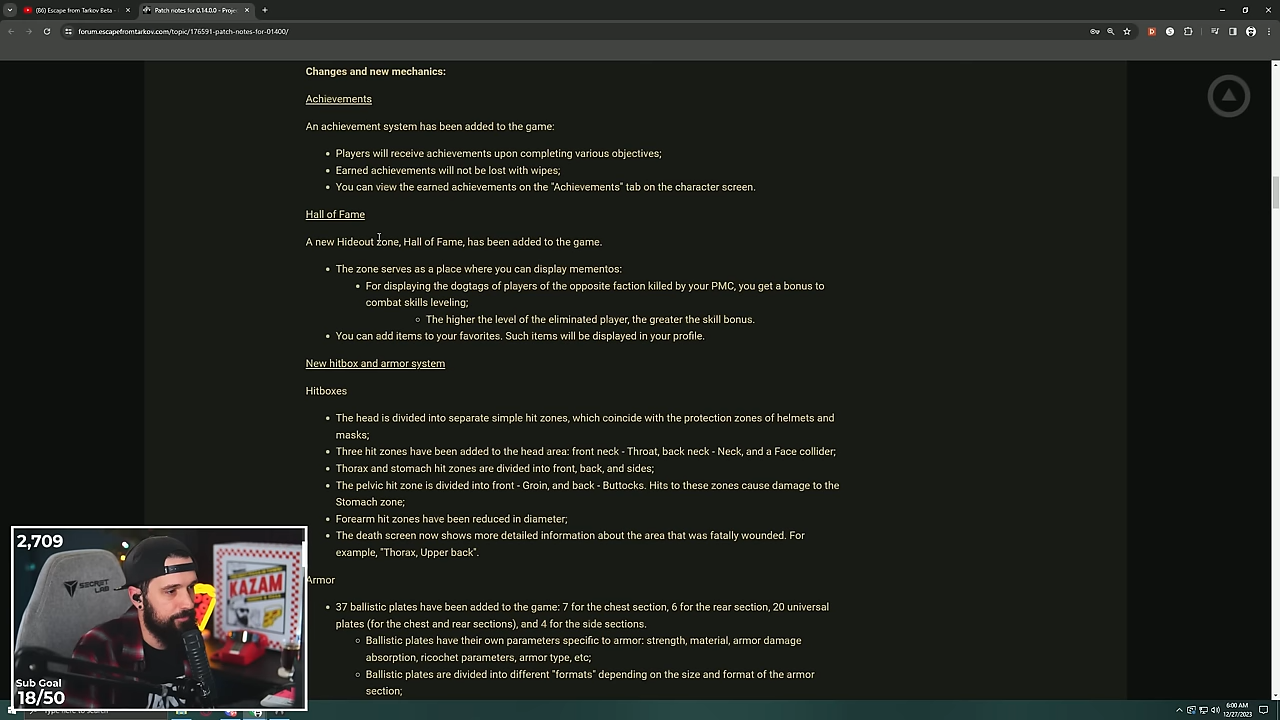 (86) Escape from Tarkov Beta -
Patch notes for 0.14.0.0 - Proje
forum.escapefromtarkov.com/topic/176591-patch-notes-for-01400/
Changes and new mechanics:
Achievements
An achievement system has been added to the game:
Players will receive achievements upon completing various objectives;
Earned achievements will not be lost with wipes;
You can view the earned achievements on the "Achievements" tab on the character screen.
Hall of Fame
A new Hideout zone, Hall of Fame, has been added to the game.
The zone serves as a place where you can display mementos:
For displaying the dogtags of players of the opposite faction killed by your PMC, you get a bonus to
combat skills leveling;
The higher the level of the eliminated player, the greater the skill bonus.
You can add items to your favorites. Such items will be displayed in your profile.
New hitbox and armor system
Hitboxes
The head is divided into separate simple hit zones, which coincide with the protection zones of helmets and
masks;
Three hit zones have been added to the head area: front neck - Throat, back neck - Neck, and a Face collider;
Thorax and stomach hit zones are divided into front, back, and sides;
The pelvic hit zone is divided into front - Groin, and back - Buttocks. Hits to these zones cause damage to the
Stomach zone;
Forearm hit zones have been reduced in diameter;
The death screen now shows more detailed information about the area that was fatally wounded. For
example, "Thorax, Upper back".
Armor
37 ballistic plates have been added to the game: 7 for the chest section, 6 for the rear section, 20 universal
plates (for the chest and rear sections), and 4 for the side sections.
Ballistic plates have their own parameters specific to armor: strength, material, armor damage
absorption, ricochet parameters, armor type, etc;
Ballistic plates are divided into different "formats" depending on the size and format of the armor
section;
2,709
SECRET
LAB
KAZAM
Sub Goal
18/50
6:00 AM
12/27/2023